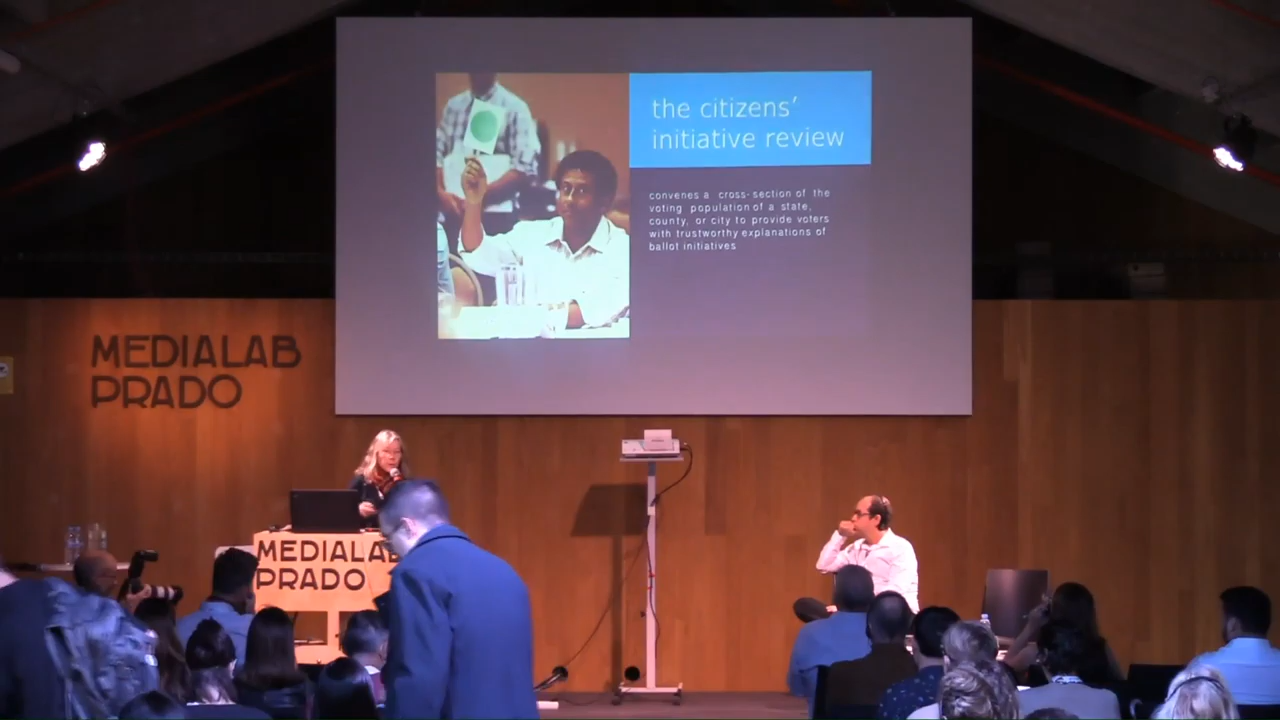 the citizens'
initiative review
convenes a cross-section of the
voting population of a state,
county, or city to provide voters
with trustworthy explanations of
ballot initiatives
MEDIALAB
PRADO
MEDIALAB
PRADO